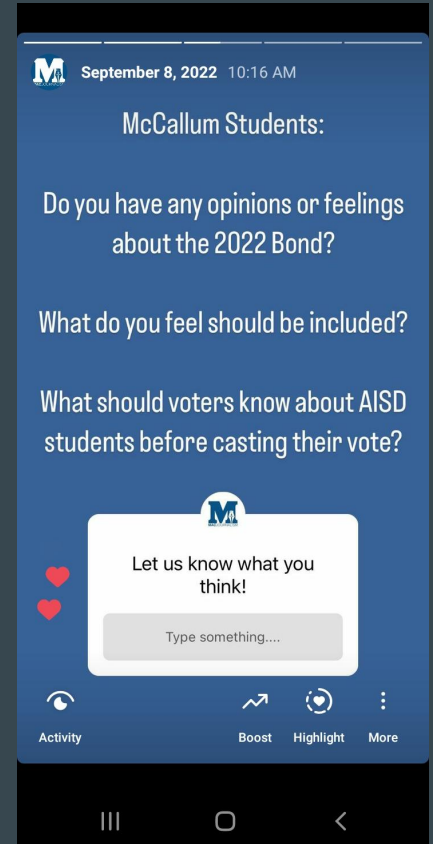 M
September 8, 2022 10:16 AM
McCallum Students:
Do you have any opinions or feelings
about the 2022 Bond?
What do you feel should be included?
What should voters know about AISD
students before casting their vote?
M
Let us know what you
think!
Type something....
Activity
Boost
Highlight
More